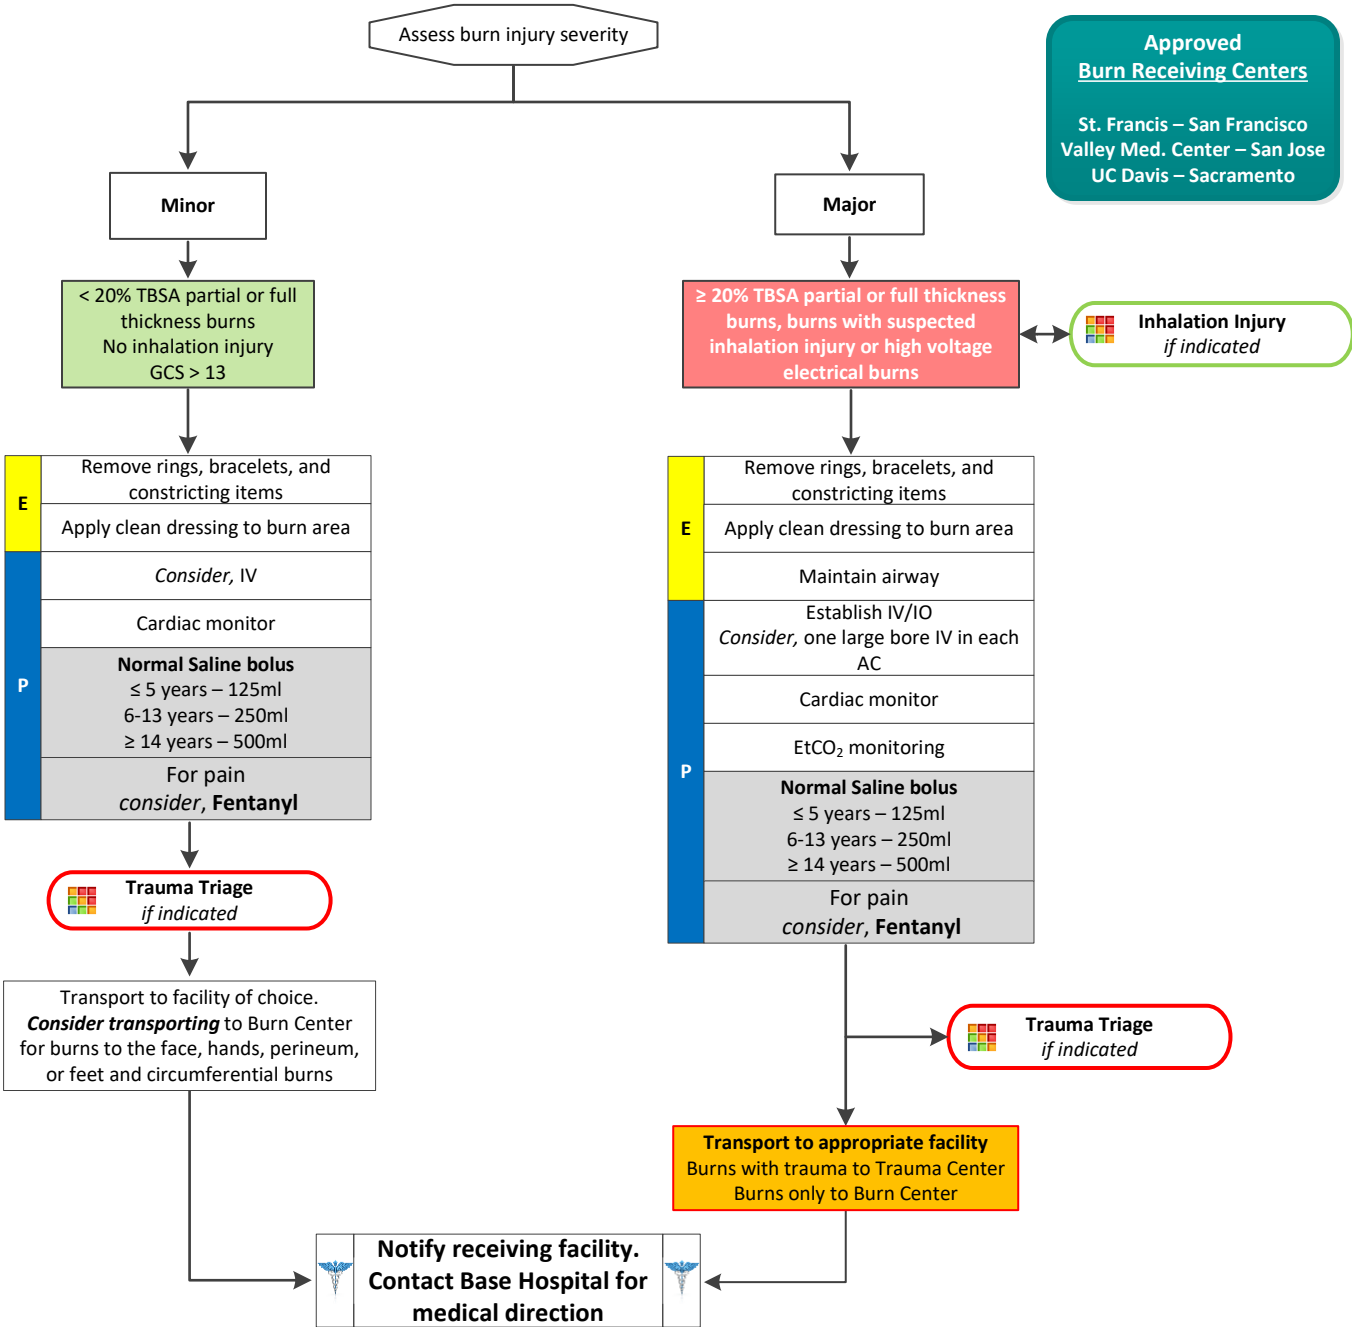 Assess burn injury severity
Approved
Burn Receiving Centers
St. Francis – San Francisco
Valley Med. Center – San Jose
UC Davis – Sacramento
Minor
Major
< 20% TBSA partial or full
thickness burns
No inhalation injury
GCS > 13
≥ 20% TBSA partial or full thickness
burns, burns with suspected
inhalation injury or high voltage
electrical burns
Inhalation Injury
if indicated
E
Remove rings, bracelets, and
constricting items
Apply clean dressing to burn area
P
Consider, IV
Cardiac monitor
Normal Saline bolus
≤ 5 years – 125ml
6-13 years – 250ml
≥ 14 years – 500ml
For pain
consider, Fentanyl
Trauma Triage
if indicated
Transport to facility of choice.
Consider transporting to Burn Center
for burns to the face, hands, perineum,
or feet and circumferential burns
E
Remove rings, bracelets, and
constricting items
Apply clean dressing to burn area
Maintain airway
P
Establish IV/IO
Consider, one large bore IV in each
AC
Cardiac monitor
EtCO₂ monitoring
Normal Saline bolus
≤ 5 years – 125ml
6-13 years – 250ml
≥ 14 years – 500ml
For pain
consider, Fentanyl
Trauma Triage
if indicated
Transport to appropriate facility
Burns with trauma to Trauma Center
Burns only to Burn Center
Notify receiving facility.
Contact Base Hospital for
medical direction